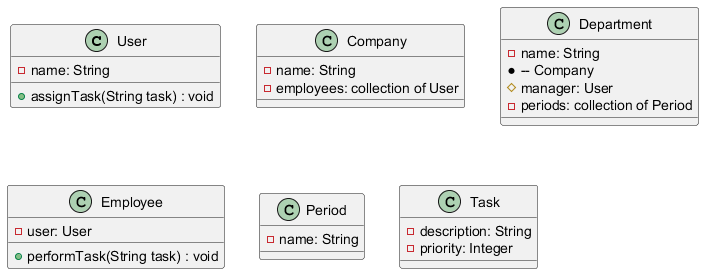 C User
name: String
assignTask(String task) : void
C Company
name: String
employees: collection of User
C Department
name: String
-- Company
manager: User
periods: collection of Period
C Employee
user: User
performTask(String task) : void
C Period
name: String
C Task
description: String
priority: Integer